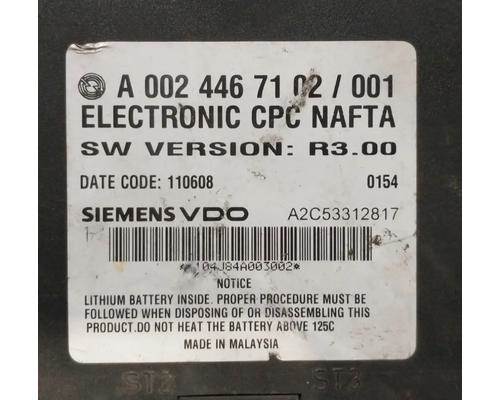 A 002 446 71 02 / 001
ELECTRONIC CPC NAFTA
SW VERSION: R3.00
DATE CODE: 110608 0154
SIEMENS VDO A2C53312817
*104J84A003002*
NOTICE
LITHIUM BATTERY INSIDE. PROPER PROCEDURE MUST BE
FOLLOWED WHEN DISPOSING OF OR DISASSEMBLING THIS
PRODUCT.DO NOT HEAT THE BATTERY ABOVE 125C
MADE IN MALAYSIA
ST2 ST3